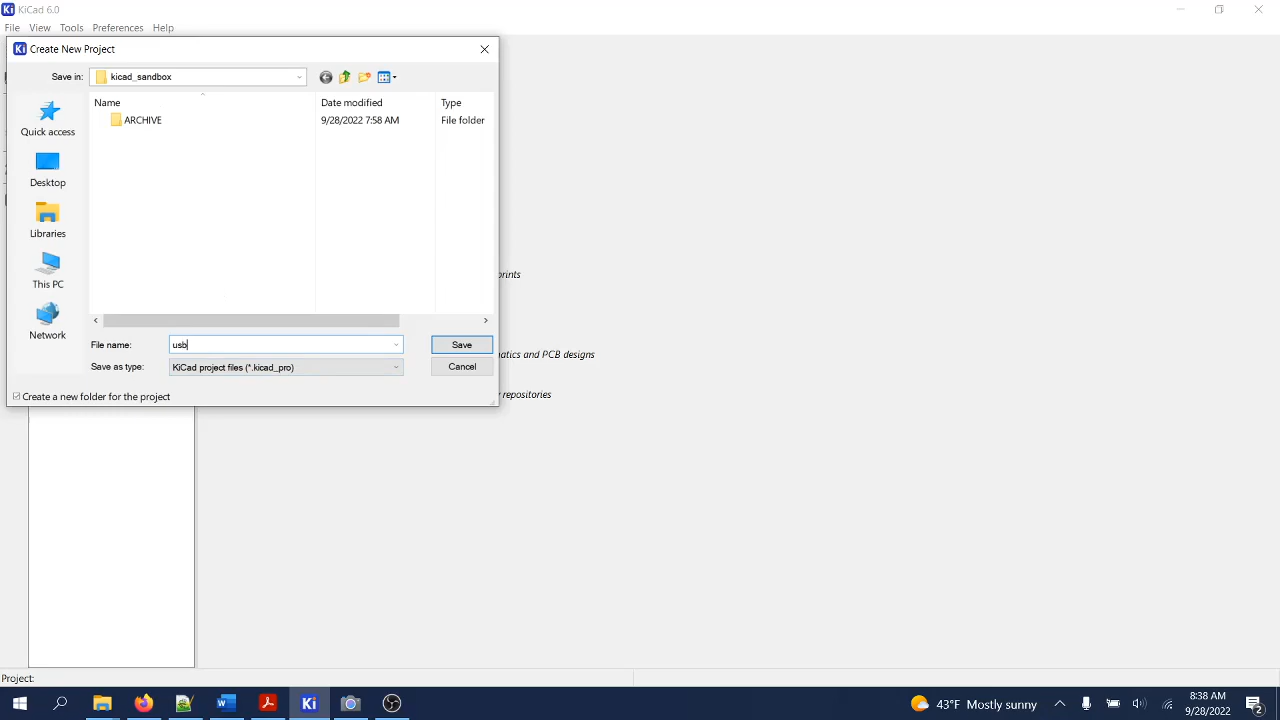 KiCad 6.0
File View Tools Preferences Help
Create New Project
Save in: kicad_sandbox
Name Date modified Type
ARCHIVE 9/28/2022 7:58 AM File folder
Quick access
Desktop
Libraries
This PC
Network
File name: usb
Save
Save as type: KiCad project files (*.kicad_pro)
Cancel
Create a new folder for the project
prints
atics and PCB designs
repositories
Project:
43°F Mostly sunny
8:38 AM
9/28/2022
2